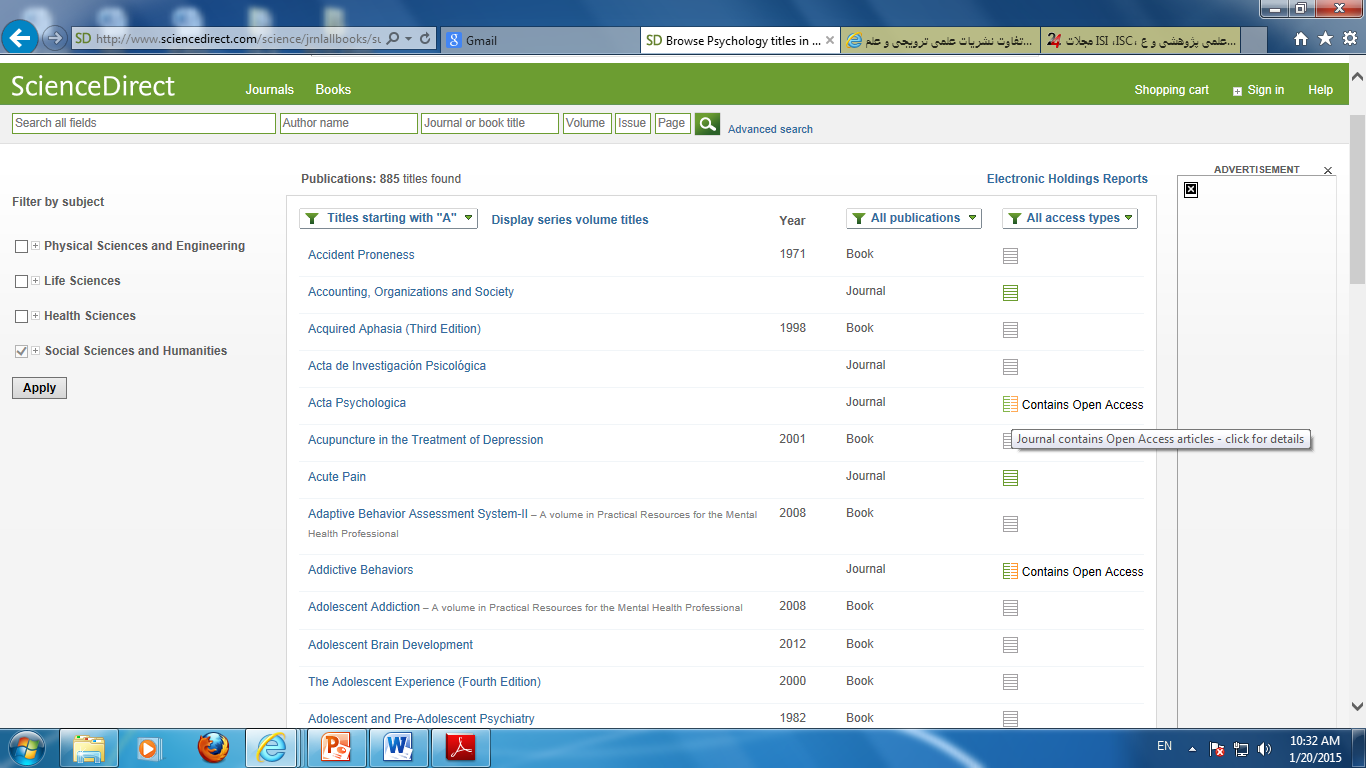 SD http://www.sciencedirect.com/science/jrnlallbooks/su
Gmail
SD Browse Psychology titles in ...
تفاوت نشریات علمی ترویجی و علم...
مجلات ISI ،ISC، علمی پژوهشی و ع...
ScienceDirect Journals Books Shopping cart Sign in Help
Search all fields Author name Journal or book title Volume Issue Page Advanced search
ADVERTISEMENT
Publications: 885 titles found Electronic Holdings Reports
Filter by subject
Physical Sciences and Engineering
Life Sciences
Health Sciences
Social Sciences and Humanities
Apply
Titles starting with "A" Display series volume titles Year All publications All access types
Accident Proneness 1971 Book
Accounting, Organizations and Society Journal
Acquired Aphasia (Third Edition) 1998 Book
Acta de Investigación Psicológica Journal
Acta Psychologica Journal Contains Open Access
Acupuncture in the Treatment of Depression 2001 Book
Journal contains Open Access articles - click for details
Acute Pain Journal
Adaptive Behavior Assessment System-II – A volume in Practical Resources for the Mental 2008 Book
Health Professional
Addictive Behaviors Journal Contains Open Access
Adolescent Addiction – A volume in Practical Resources for the Mental Health Professional 2008 Book
Adolescent Brain Development 2012 Book
The Adolescent Experience (Fourth Edition) 2000 Book
Adolescent and Pre-Adolescent Psychiatry 1982 Book
EN 10:32 AM
1/20/2015